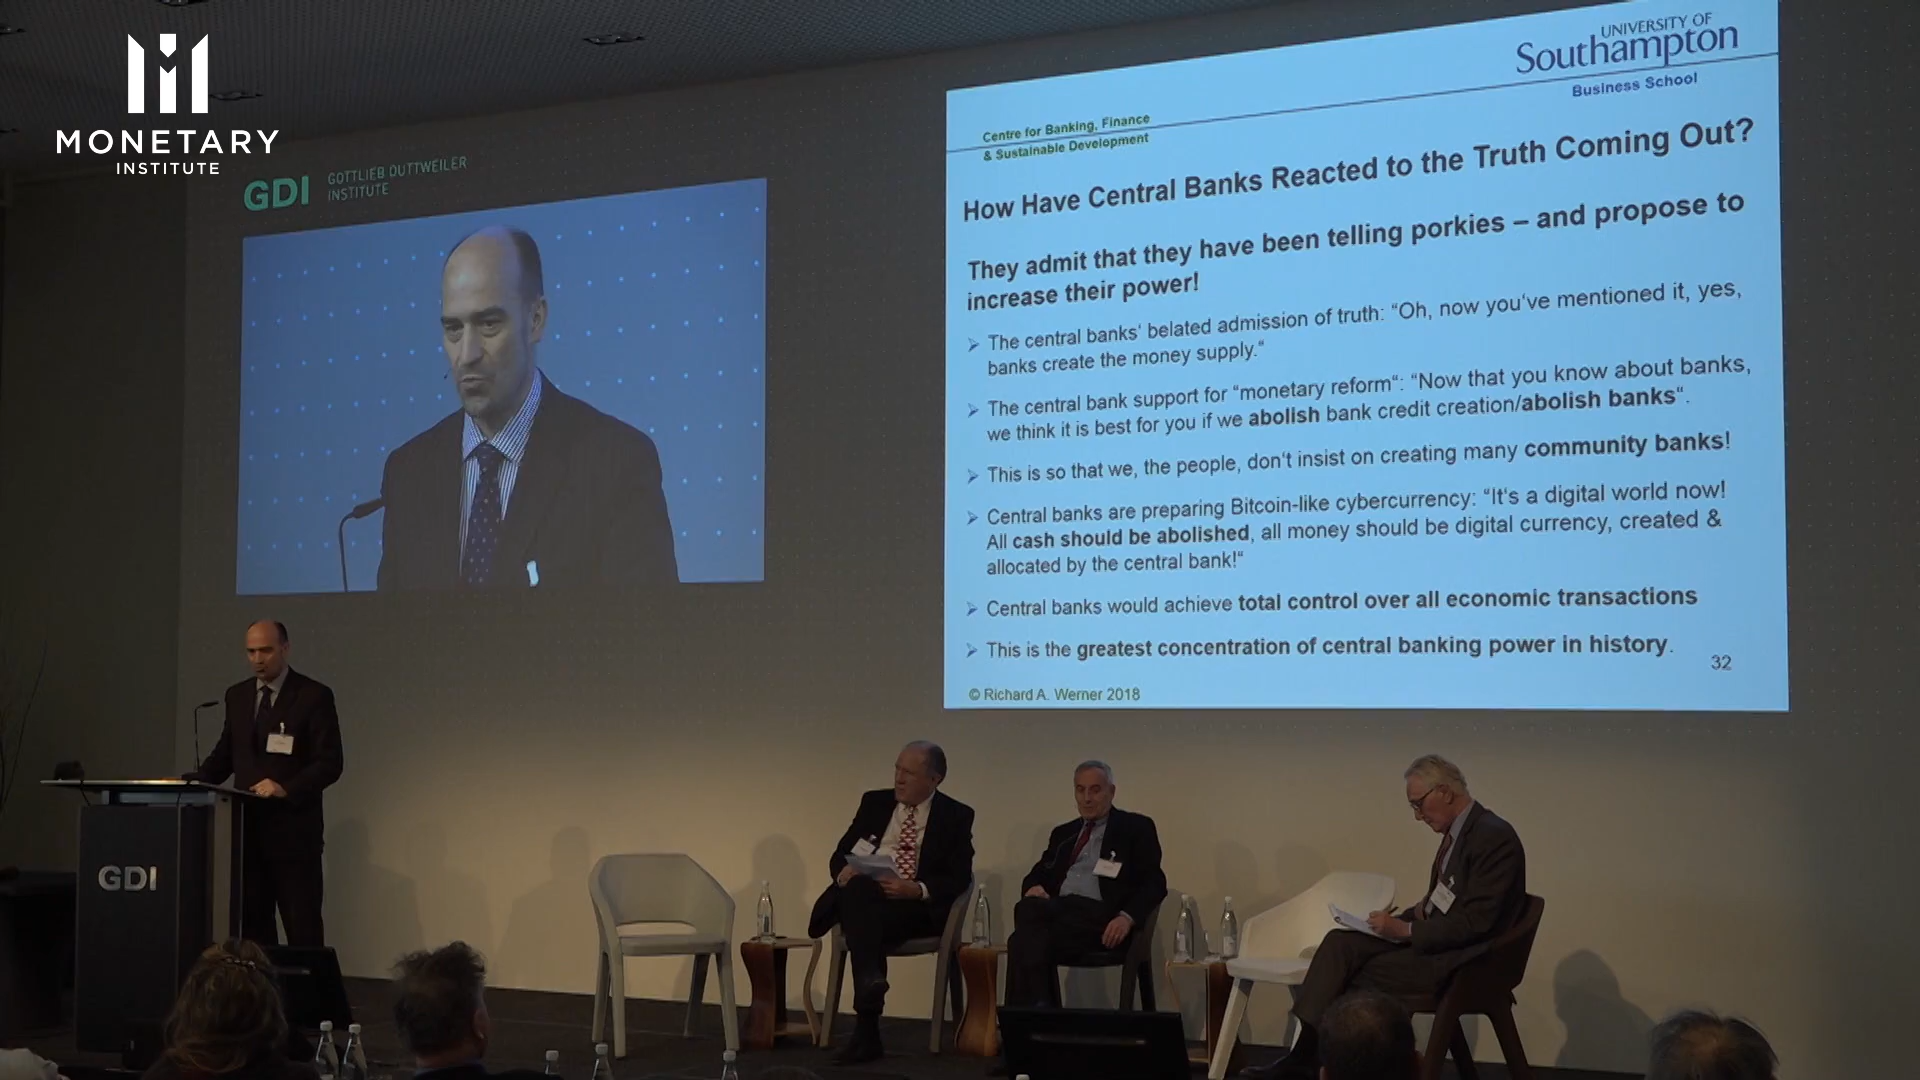 MONETARY
INSTITUTE
GDI
GOTTLIEB DUTTWEILER
INSTITUTE
UNIVERSITY OF
Southampton
Business School
Centre for Banking, Finance
& Sustainable Development
How Have Central Banks Reacted to the Truth Coming Out?
They admit that they have been telling porkies – and propose to
increase their power!
➢ The central banks‘ belated admission of truth: “Oh, now you‘ve mentioned it, yes,
banks create the money supply.“
➢ The central bank support for “monetary reform“: “Now that you know about banks,
we think it is best for you if we abolish bank credit creation/abolish banks“.
➢ This is so that we, the people, don‘t insist on creating many community banks!
➢ Central banks are preparing Bitcoin-like cybercurrency: “It‘s a digital world now!
All cash should be abolished, all money should be digital currency, created &
allocated by the central bank!“
➢ Central banks would achieve total control over all economic transactions
➢ This is the greatest concentration of central banking power in history.
32
© Richard A. Werner 2018
GDI